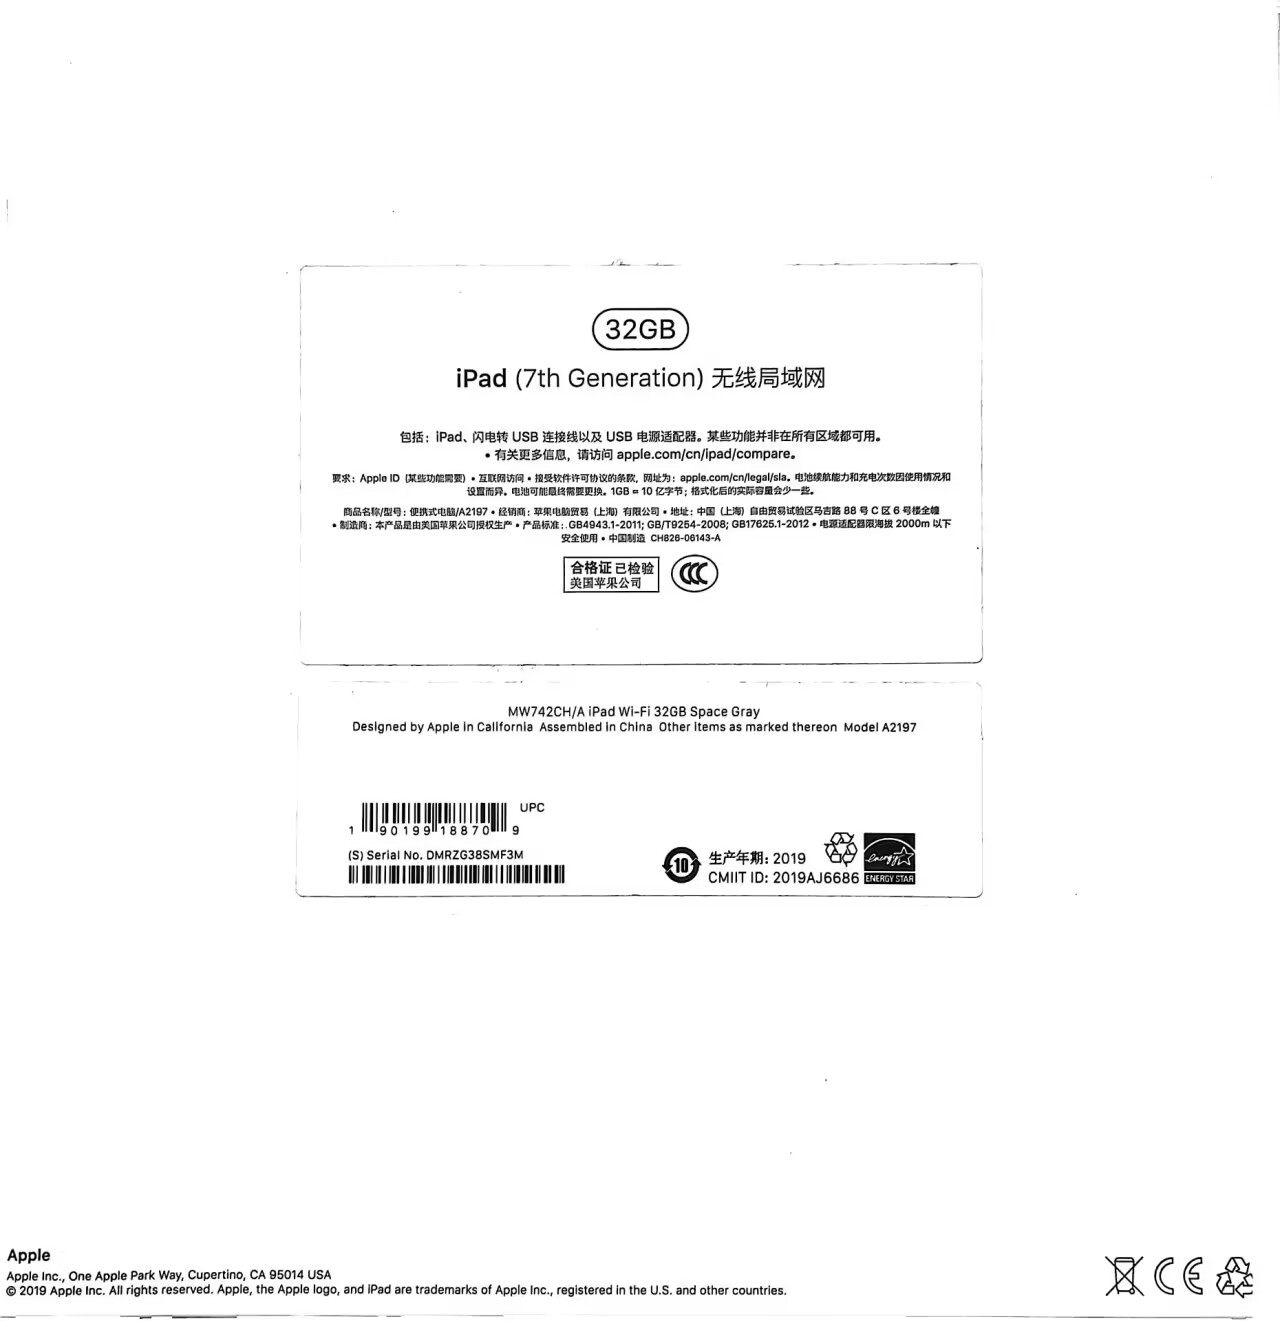 32GB
iPad (7th Generation) 无线局域网
包括：iPad、闪电转 USB 连接线以及 USB 电源适配器。某些功能并非在所有区域都可用。
• 有关更多信息，请访问 apple.com/cn/ipad/compare。
要求：Apple ID（某些功能需要）• 互联网访问 • 接受软件许可协议的条款，网址为：apple.com/cn/legal/sla。电池续航能力和充电次数因使用情况和
设置而异。电池可能最终需要更换。1GB = 10 亿字节；格式化后的实际容量会少一些。
商品名称/型号：便携式电脑/A2197 • 经销商：苹果电脑贸易（上海）有限公司 • 地址：中国（上海）自由贸易试验区马吉路 88 号 C 区 6 号楼全幢
• 制造商：本产品是由美国苹果公司授权生产 • 产品标准：GB4943.1-2011; GB/T9254-2008; GB17625.1-2012 • 电源适配器限海拔 2000m 以下
安全使用 • 中国制造 CH826-06143-A
合格证 已检验
美国苹果公司
CCC
MW742CH/A iPad Wi-Fi 32GB Space Gray
Designed by Apple in California Assembled in China Other items as marked thereon Model A2197
UPC
1 90199 18870 9
(S) Serial No. DMRZG38SMF3M
10
生产年期: 2019
CMIIT ID: 2019AJ6686
energy
ENERGY STAR
Apple
Apple Inc., One Apple Park Way, Cupertino, CA 95014 USA
© 2019 Apple Inc. All rights reserved. Apple, the Apple logo, and iPad are trademarks of Apple Inc., registered in the U.S. and other countries.
CE